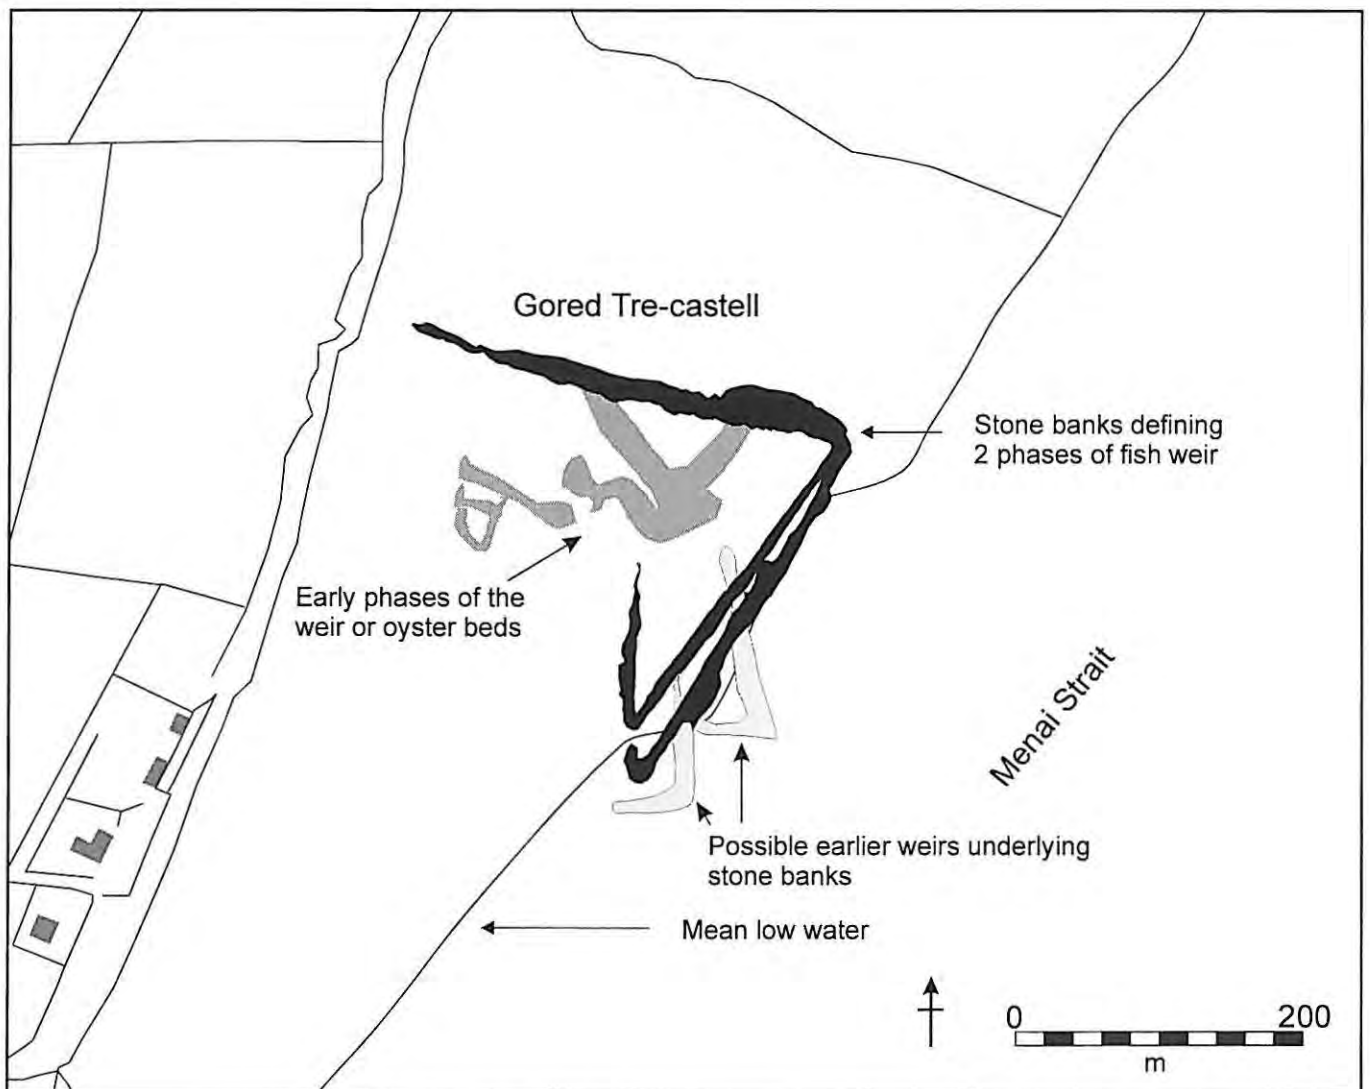 Gored Tre-castell
Stone banks defining
2 phases of fish weir
Early phases of the
weir or oyster beds
Menai Strait
Possible earlier weirs underlying
stone banks
Mean low water
0 200
m